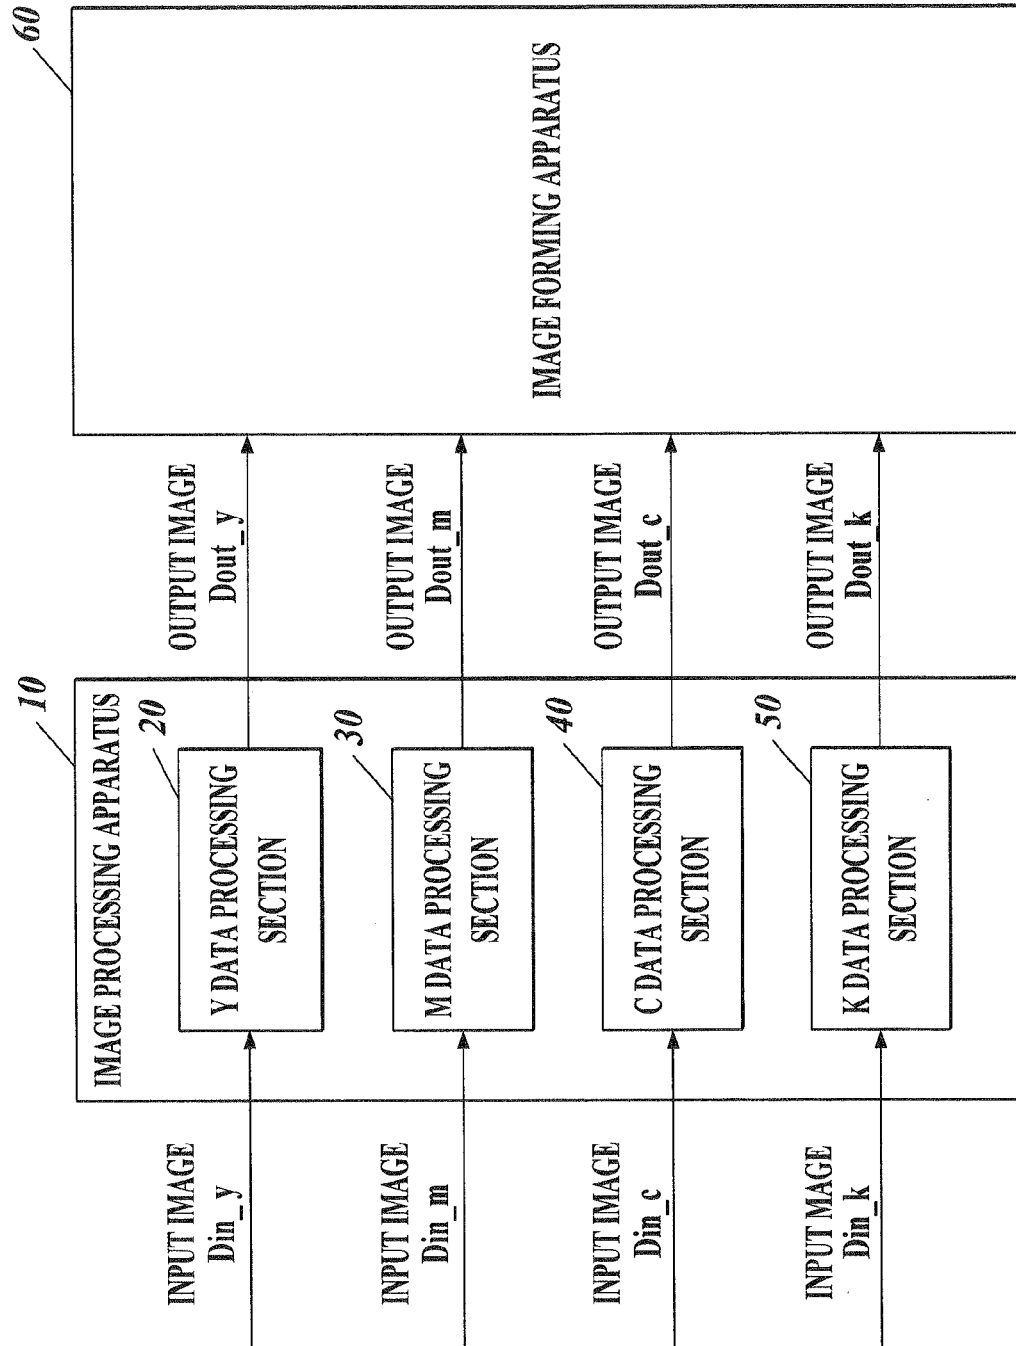 10
60
IMAGE PROCESSING APPARATUS
INPUT IMAGE
Din_y
20
Y DATA PROCESSING
SECTION
OUTPUT IMAGE
Dout_y
INPUT IMAGE
Din_m
30
M DATA PROCESSING
SECTION
OUTPUT IMAGE
Dout_m
INPUT IMAGE
Din_c
40
C DATA PROCESSING
SECTION
OUTPUT IMAGE
Dout_c
INPUT IMAGE
Din_k
50
K DATA PROCESSING
SECTION
OUTPUT IMAGE
Dout_k
IMAGE FORMING APPARATUS